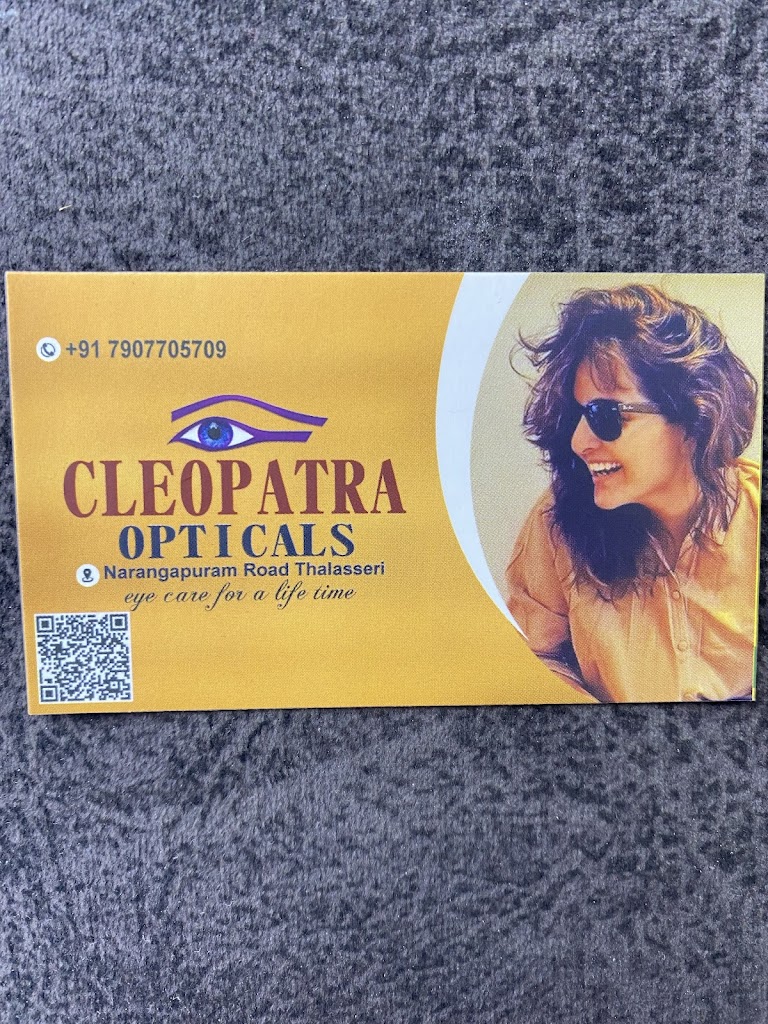 +91 7907705709
CLEOPATRA
OPTICALS
Narangapuram Road Thalasseri
eye care for a life time